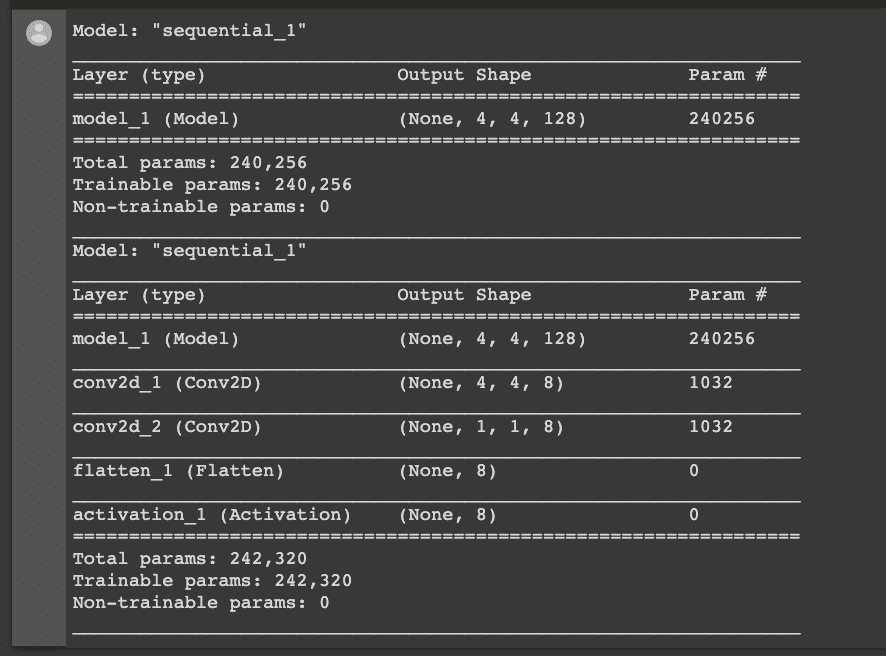 Model: "sequential_1"
Layer (type) Output Shape Param #
=================================================================
model_1 (Model) (None, 4, 4, 128) 240256
=================================================================
Total params: 240,256
Trainable params: 240,256
Non-trainable params: 0
Model: "sequential_1"
Layer (type) Output Shape Param #
=================================================================
model_1 (Model) (None, 4, 4, 128) 240256
conv2d_1 (Conv2D) (None, 4, 4, 8) 1032
conv2d_2 (Conv2D) (None, 1, 1, 8) 1032
flatten_1 (Flatten) (None, 8) 0
activation_1 (Activation) (None, 8) 0
=================================================================
Total params: 242,320
Trainable params: 242,320
Non-trainable params: 0